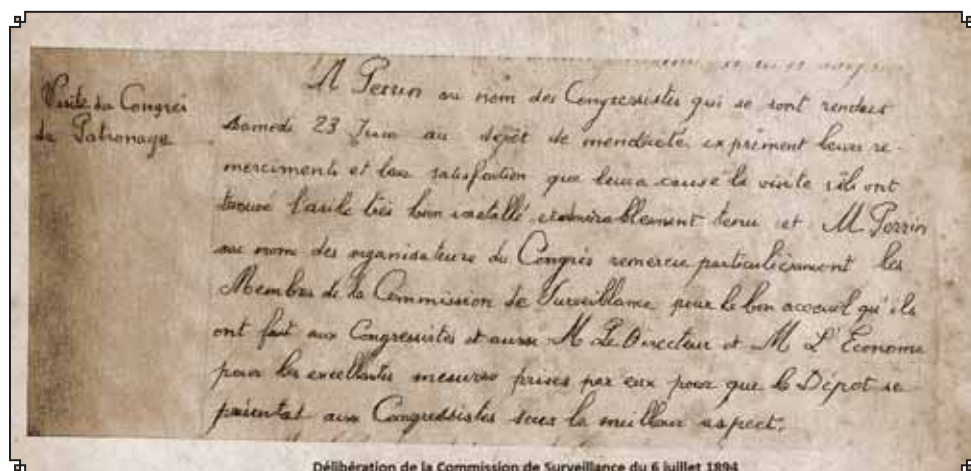 Visite du Congrès
du Patronage
M Perrin au nom des Congressistes qui se sont rendus
Samedi 23 Juin au dépôt de mendicité, expriment leurs re-
merciments et leur satisfaction que leur a causé la visite ils ont
trouvé l'asile très bien installé et admirablement tenu et M. Perrin
au nom des organisateurs du Congrès remercie particulièrement les
Membres de la Commission de Surveillance pour le bon accueil qu'ils
ont fait aux Congressistes et aussi M Le Directeur et M L'Econome
pour les excellentes mesures prises par eux pour que le Dépot se
présentat aux Congressistes sous le meilleur aspect.
Délibération de la Commission de Surveillance du 6 juillet 1894